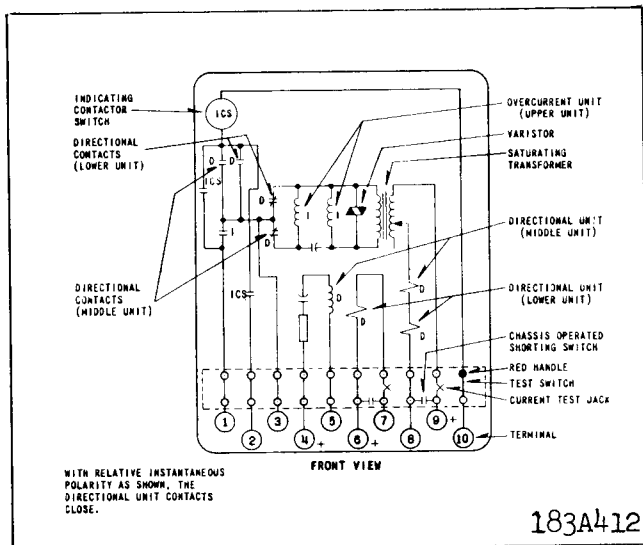 INDICATING
CONTACTOR
SWITCH
DIRECTIONAL
CONTACTS
(LOWER UNIT)
DIRECTIONAL
CONTACTS
(MIDDLE UNIT)
ICS
D
D
ICS
I
ICS
D
D
I
I
D
D
D
D
OVERCURRENT UNIT
(UPPER UNIT)
VARISTOR
SATURATING
TRANSFORMER
DIRECTIONAL UNIT
(MIDDLE UNIT)
DIRECTIONAL UNIT
(LOWER UNIT)
CHASSIS OPERATED
SHORTING SWITCH
RED HANDLE
TEST SWITCH
CURRENT TEST JACK
TERMINAL
1
2
3
4 +
5
6 +
7
8
9 +
10
FRONT VIEW
WITH RELATIVE INSTANTANEOUS
POLARITY AS SHOWN, THE
DIRECTIONAL UNIT CONTACTS
CLOSE.
183A412